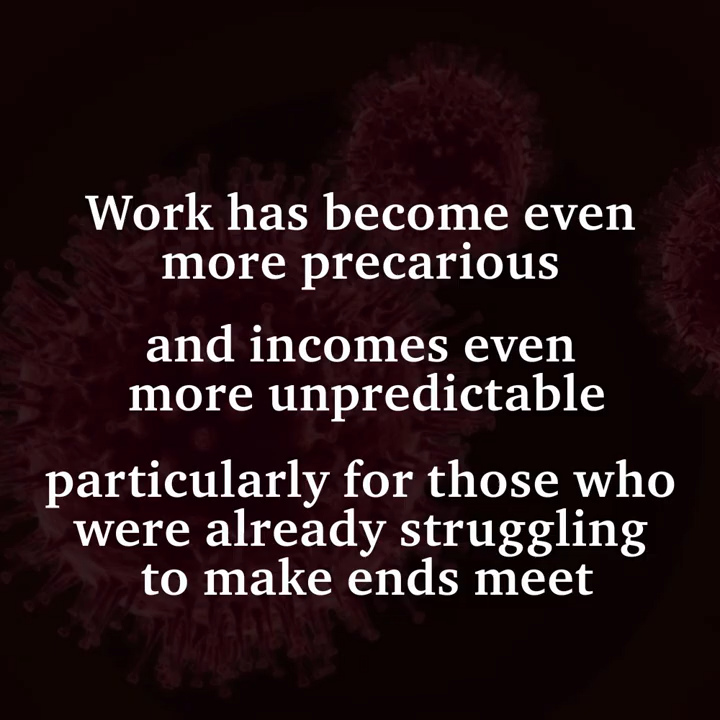 Work has become even
more precarious
and incomes even
more unpredictable
particularly for those who
were already struggling
to make ends meet